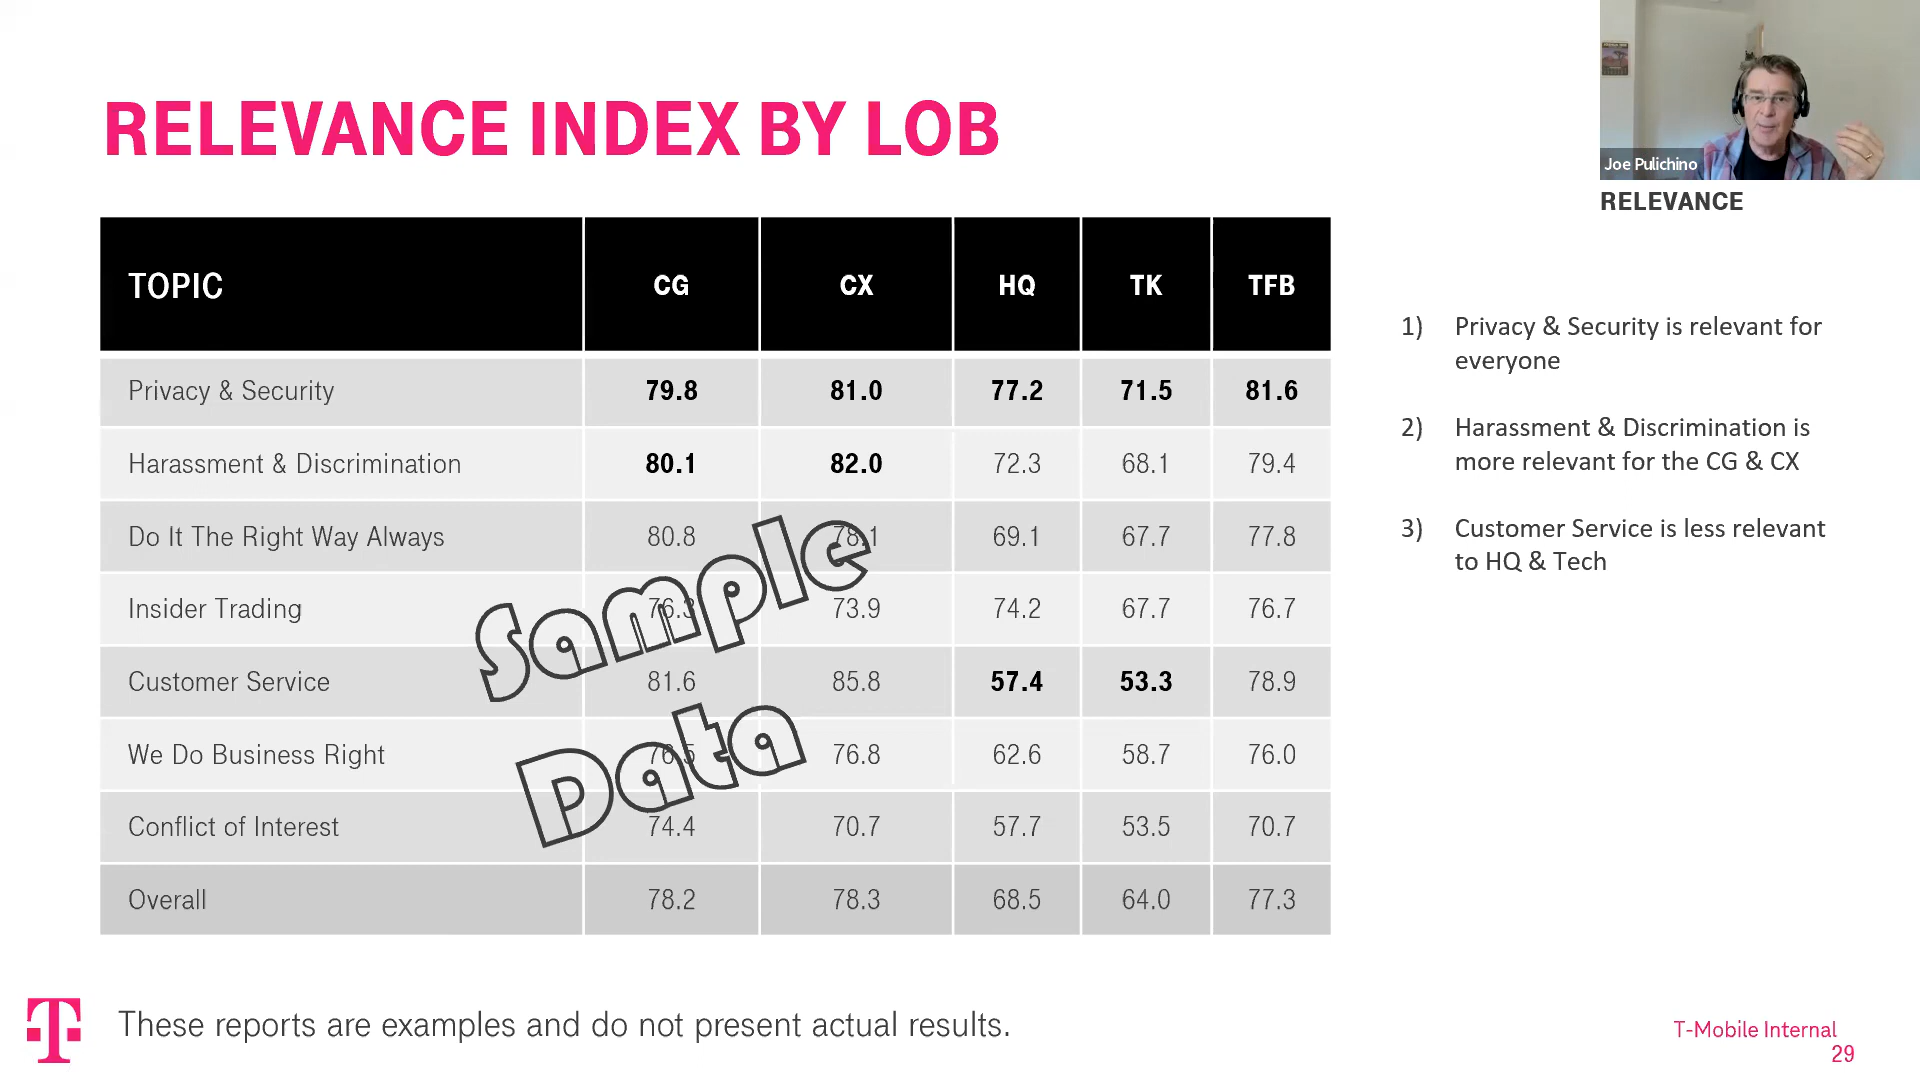 RELEVANCE INDEX BY LOB
Joe Pulichino
RELEVANCE
TOPIC CG CX HQ TK TFB
Privacy & Security 79.8 81.0 77.2 71.5 81.6
Harassment & Discrimination 80.1 82.0 72.3 68.1 79.4
Do It The Right Way Always 80.8 78.1 69.1 67.7 77.8
Insider Trading 76.3 73.9 74.2 67.7 76.7
Customer Service 81.6 85.8 57.4 53.3 78.9
We Do Business Right 76.5 76.8 62.6 58.7 76.0
Conflict of Interest 74.4 70.7 57.7 53.5 70.7
Overall 78.2 78.3 68.5 64.0 77.3
Sample
Data
1) Privacy & Security is relevant for
everyone
2) Harassment & Discrimination is
more relevant for the CG & CX
3) Customer Service is less relevant
to HQ & Tech
T These reports are examples and do not present actual results.
T-Mobile Internal
29